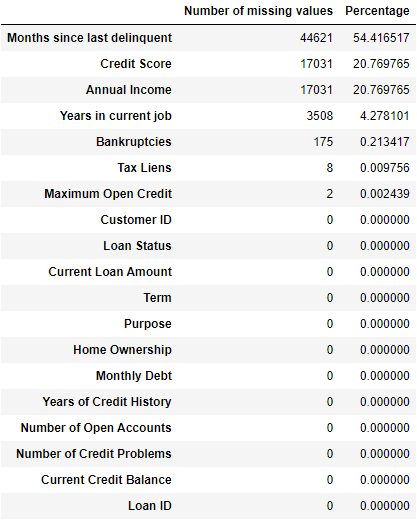 Number of missing values Percentage
Months since last delinquent 44621 54.416517
Credit Score 17031 20.769765
Annual Income 17031 20.769765
Years in current job 3508 4.278101
Bankruptcies 175 0.213417
Tax Liens 8 0.009756
Maximum Open Credit 2 0.002439
Customer ID 0 0.000000
Loan Status 0 0.000000
Current Loan Amount 0 0.000000
Term 0 0.000000
Purpose 0 0.000000
Home Ownership 0 0.000000
Monthly Debt 0 0.000000
Years of Credit History 0 0.000000
Number of Open Accounts 0 0.000000
Number of Credit Problems 0 0.000000
Current Credit Balance 0 0.000000
Loan ID 0 0.000000